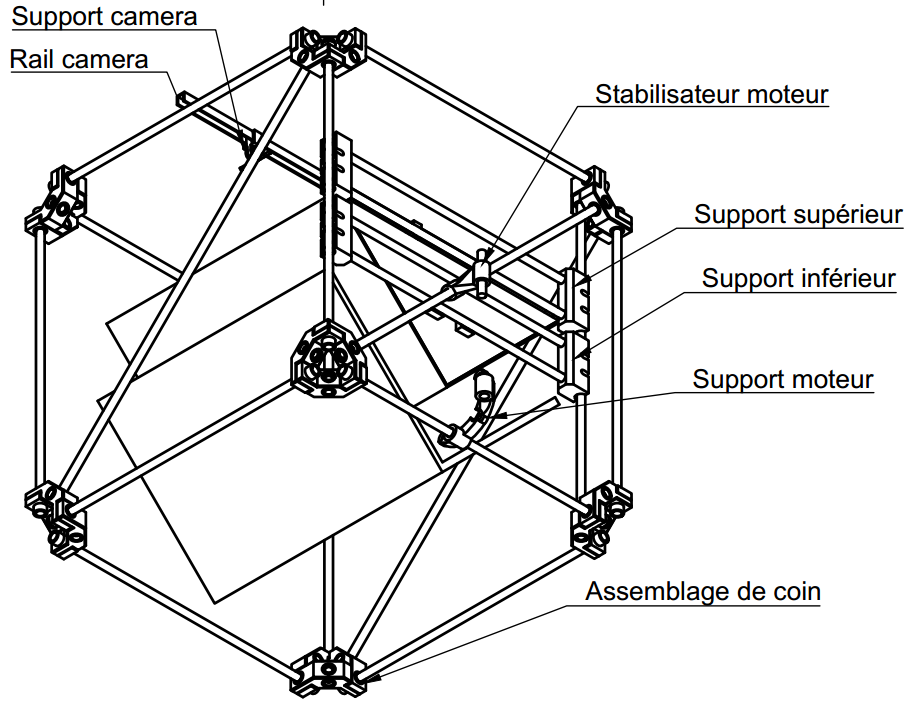 Support camera
Rail camera
Stabilisateur moteur
Support supérieur
Support inférieur
Support moteur
Assemblage de coin